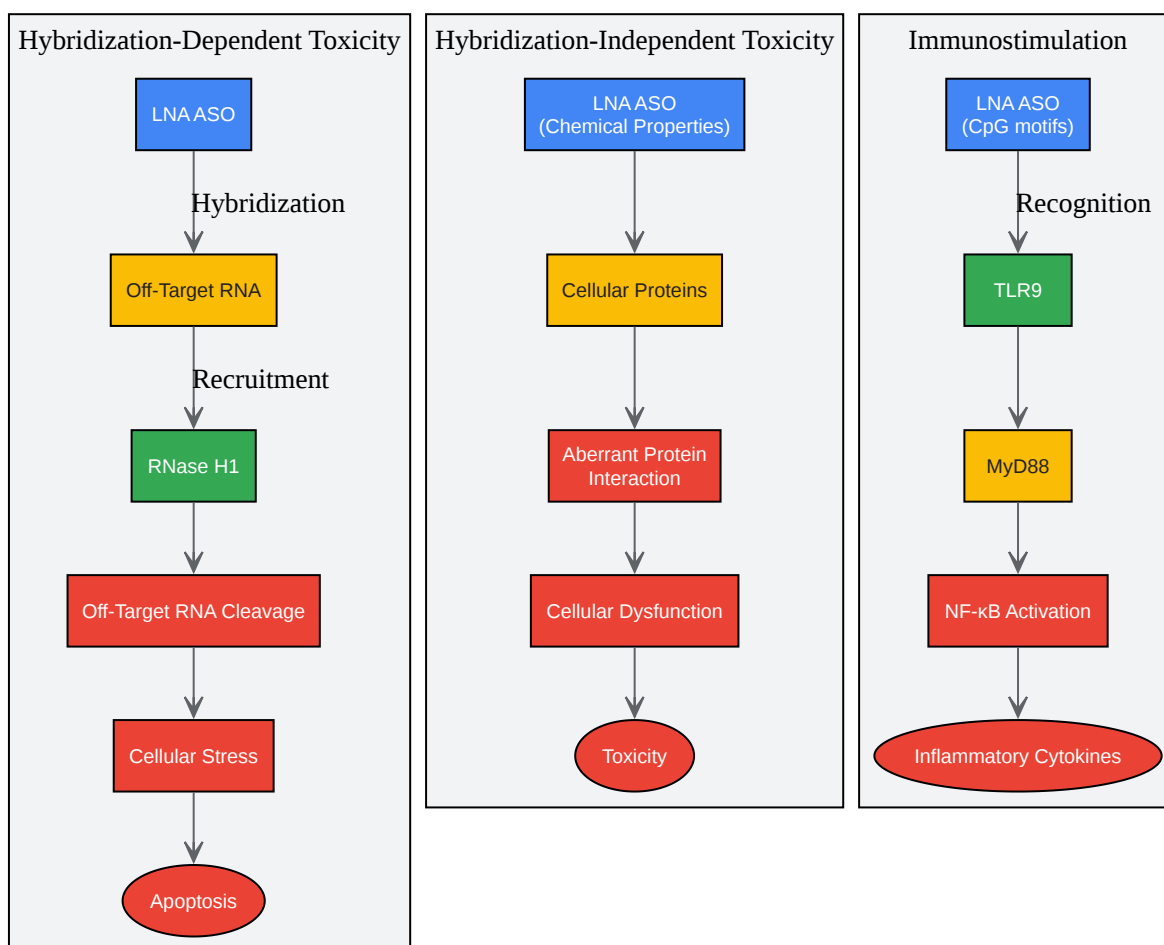 Hybridization-Dependent Toxicity
LNA ASO
Hybridization
Off-Target RNA
Recruitment
RNase H1
Off-Target RNA Cleavage
Cellular Stress
Apoptosis
Hybridization-Independent Toxicity
LNA ASO
(Chemical Properties)
Cellular Proteins
Aberrant Protein
Interaction
Cellular Dysfunction
Toxicity
Immunostimulation
LNA ASO
(CpG motifs)
Recognition
TLR9
MyD88
NF-κB Activation
Inflammatory Cytokines